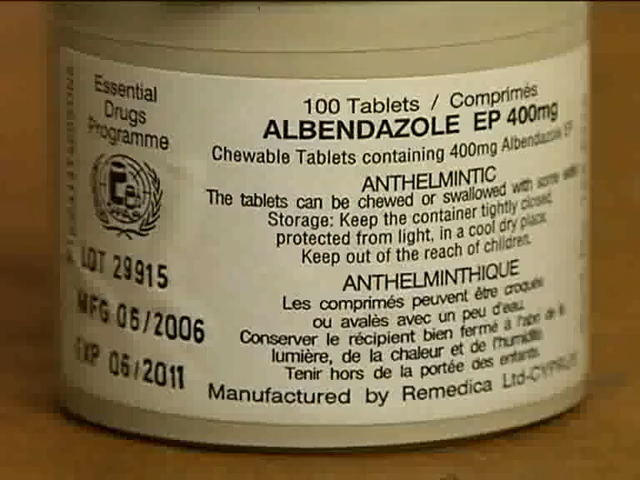 Essential
Drugs
Programme
LOT 29915
MFG 06/2006
EXP 06/2011
100 Tablets / Comprimés
ALBENDAZOLE EP 400mg
Chewable Tablets containing 400mg Albendazole EP
ANTHELMINTIC
The tablets can be chewed or swallowed with some
Storage: Keep the container tightly closed,
protected from light, in a cool dry place.
Keep out of the reach of children.
ANTHELMINTHIQUE
Les comprimés peuvent être croqués
ou avalès avec un peu d'eau.
Conserver le récipient bien fermé à l'abri de la
lumière, de la chaleur et de l'humidité.
Tenir hors de la portée des enfants.
Manufactured by Remedica Ltd-CYPRUS